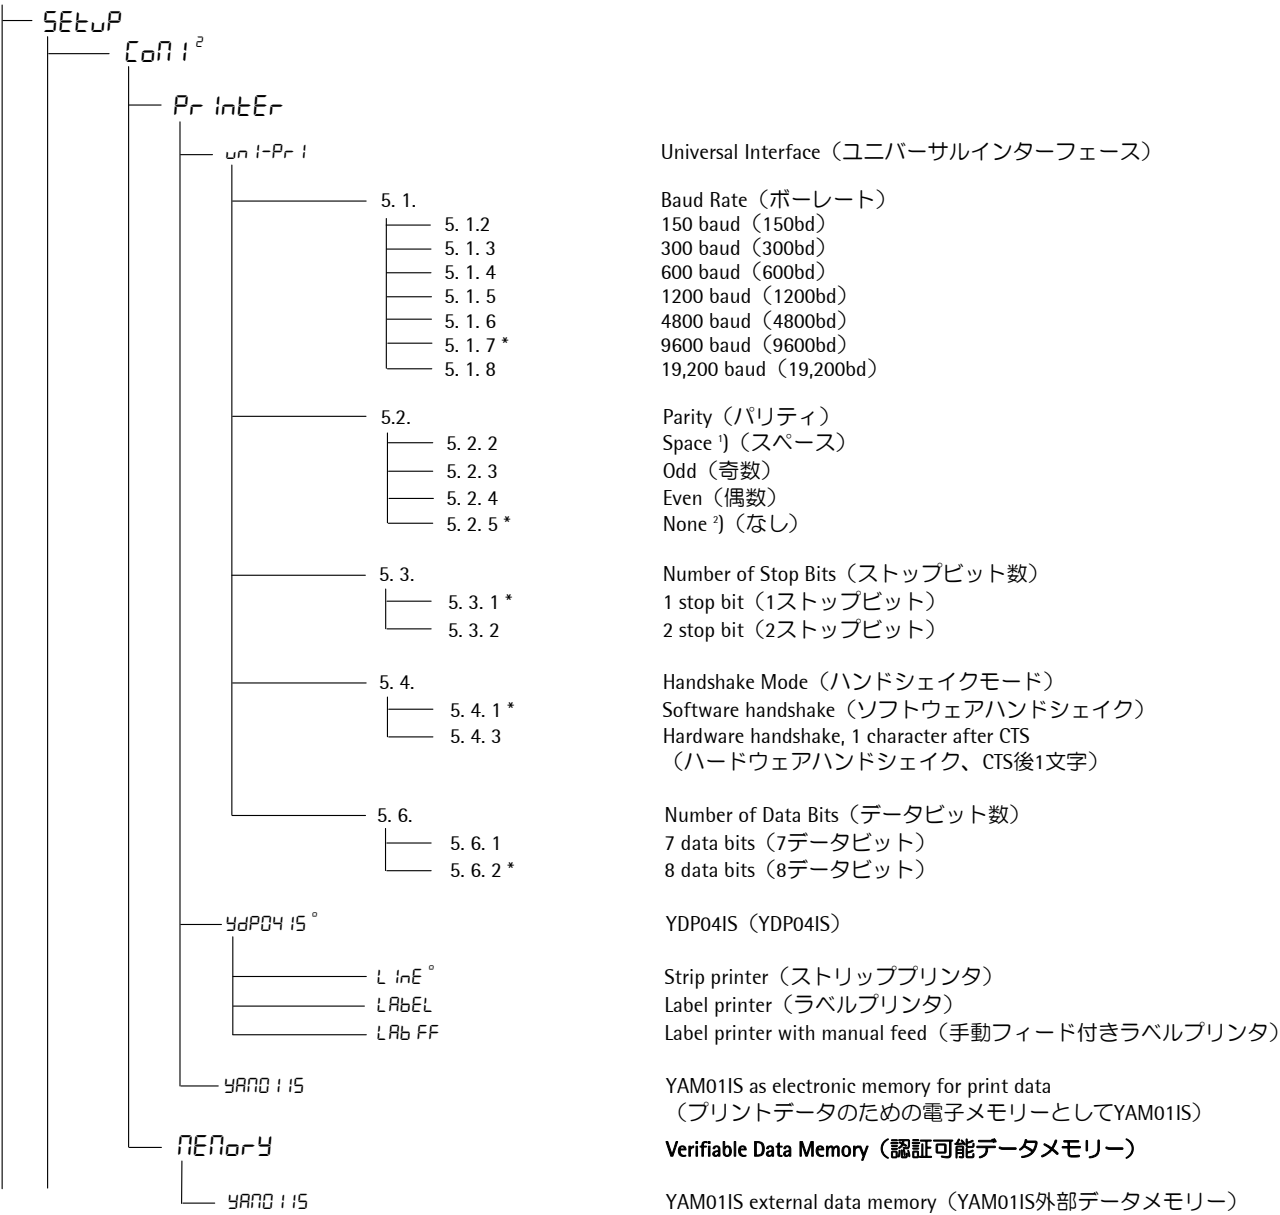 SEtuP
CoM1 ²
PrIntEr
unI-PrI Universal Interface（ユニバーサルインターフェース）
5. 1. Baud Rate（ボーレート）
5. 1.2 150 baud（150bd）
5. 1. 3 300 baud（300bd）
5. 1. 4 600 baud（600bd）
5. 1. 5 1200 baud（1200bd）
5. 1. 6 4800 baud（4800bd）
5. 1. 7 * 9600 baud（9600bd）
5. 1. 8 19,200 baud（19,200bd）
5.2. Parity（パリティ）
5. 2. 2 Space ¹)（スペース）
5. 2. 3 Odd（奇数）
5. 2. 4 Even（偶数）
5. 2. 5 * None ²)（なし）
5. 3. Number of Stop Bits（ストップビット数）
5. 3. 1 * 1 stop bit（1ストップビット）
5. 3. 2 2 stop bit（2ストップビット）
5. 4. Handshake Mode（ハンドシェイクモード）
5. 4. 1 * Software handshake（ソフトウェアハンドシェイク）
5. 4. 3 Hardware handshake, 1 character after CTS
（ハードウェアハンドシェイク、CTS後1文字）
5. 6. Number of Data Bits（データビット数）
5. 6. 1 7 data bits（7データビット）
5. 6. 2 * 8 data bits（8データビット）
YdP04IS ° YDP04IS（YDP04IS）
LInE ° Strip printer（ストリッププリンタ）
LAbEL Label printer（ラベルプリンタ）
LAb FF Label printer with manual feed（手動フィード付きラベルプリンタ）
YAM01IS YAM01IS as electronic memory for print data
（プリントデータのための電子メモリーとしてYAM01IS）
MEMorY Verifiable Data Memory（認証可能データメモリー）
YAM01IS YAM01IS external data memory（YAM01IS外部データメモリー）